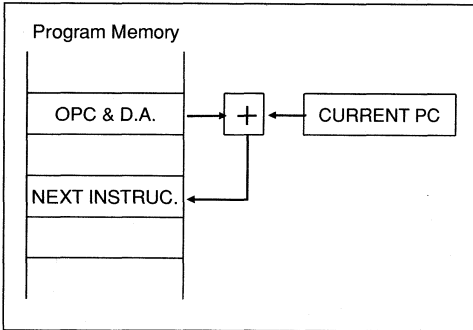 Program Memory
OPC & D.A.
+
CURRENT PC
NEXT INSTRUC.